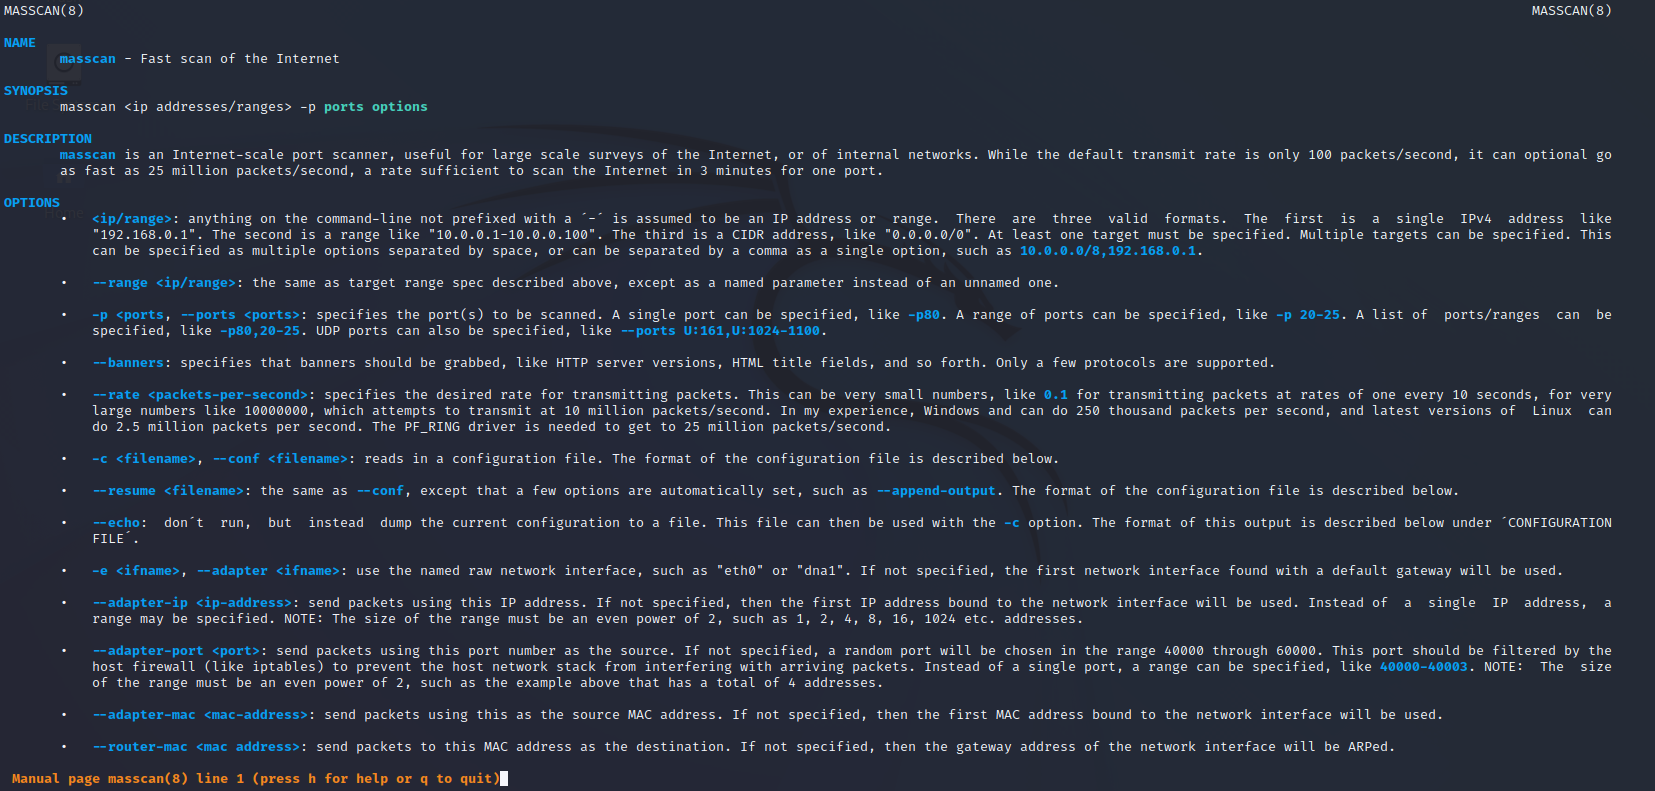 MASSCAN(8) MASSCAN(8)
NAME
masscan - Fast scan of the Internet
SYNOPSIS
masscan <ip addresses/ranges> -p ports options
DESCRIPTION
masscan is an Internet-scale port scanner, useful for large scale surveys of the Internet, or of internal networks. While the default transmit rate is only 100 packets/second, it can optional go
as fast as 25 million packets/second, a rate sufficient to scan the Internet in 3 minutes for one port.
OPTIONS
• <ip/range>: anything on the command-line not prefixed with a ´-´ is assumed to be an IP address or range. There are three valid formats. The first is a single IPv4 address like
"192.168.0.1". The second is a range like "10.0.0.1-10.0.0.100". The third is a CIDR address, like "0.0.0.0/0". At least one target must be specified. Multiple targets can be specified. This
can be specified as multiple options separated by space, or can be separated by a comma as a single option, such as 10.0.0.0/8,192.168.0.1.
• --range <ip/range>: the same as target range spec described above, except as a named parameter instead of an unnamed one.
• -p <ports, --ports <ports>: specifies the port(s) to be scanned. A single port can be specified, like -p80. A range of ports can be specified, like -p 20-25. A list of ports/ranges can be
specified, like -p80,20-25. UDP ports can also be specified, like --ports U:161,U:1024-1100.
• --banners: specifies that banners should be grabbed, like HTTP server versions, HTML title fields, and so forth. Only a few protocols are supported.
• --rate <packets-per-second>: specifies the desired rate for transmitting packets. This can be very small numbers, like 0.1 for transmitting packets at rates of one every 10 seconds, for very
large numbers like 10000000, which attempts to transmit at 10 million packets/second. In my experience, Windows and can do 250 thousand packets per second, and latest versions of Linux can
do 2.5 million packets per second. The PF_RING driver is needed to get to 25 million packets/second.
• -c <filename>, --conf <filename>: reads in a configuration file. The format of the configuration file is described below.
• --resume <filename>: the same as --conf, except that a few options are automatically set, such as --append-output. The format of the configuration file is described below.
• --echo: don´t run, but instead dump the current configuration to a file. This file can then be used with the -c option. The format of this output is described below under ´CONFIGURATION
FILE´.
• -e <ifname>, --adapter <ifname>: use the named raw network interface, such as "eth0" or "dna1". If not specified, the first network interface found with a default gateway will be used.
• --adapter-ip <ip-address>: send packets using this IP address. If not specified, then the first IP address bound to the network interface will be used. Instead of a single IP address, a
range may be specified. NOTE: The size of the range must be an even power of 2, such as 1, 2, 4, 8, 16, 1024 etc. addresses.
• --adapter-port <port>: send packets using this port number as the source. If not specified, a random port will be chosen in the range 40000 through 60000. This port should be filtered by the
host firewall (like iptables) to prevent the host network stack from interfering with arriving packets. Instead of a single port, a range can be specified, like 40000-40003. NOTE: The size
of the range must be an even power of 2, such as the example above that has a total of 4 addresses.
• --adapter-mac <mac-address>: send packets using this as the source MAC address. If not specified, then the first MAC address bound to the network interface will be used.
• --router-mac <mac address>: send packets to this MAC address as the destination. If not specified, then the gateway address of the network interface will be ARPed.
Manual page masscan(8) line 1 (press h for help or q to quit)